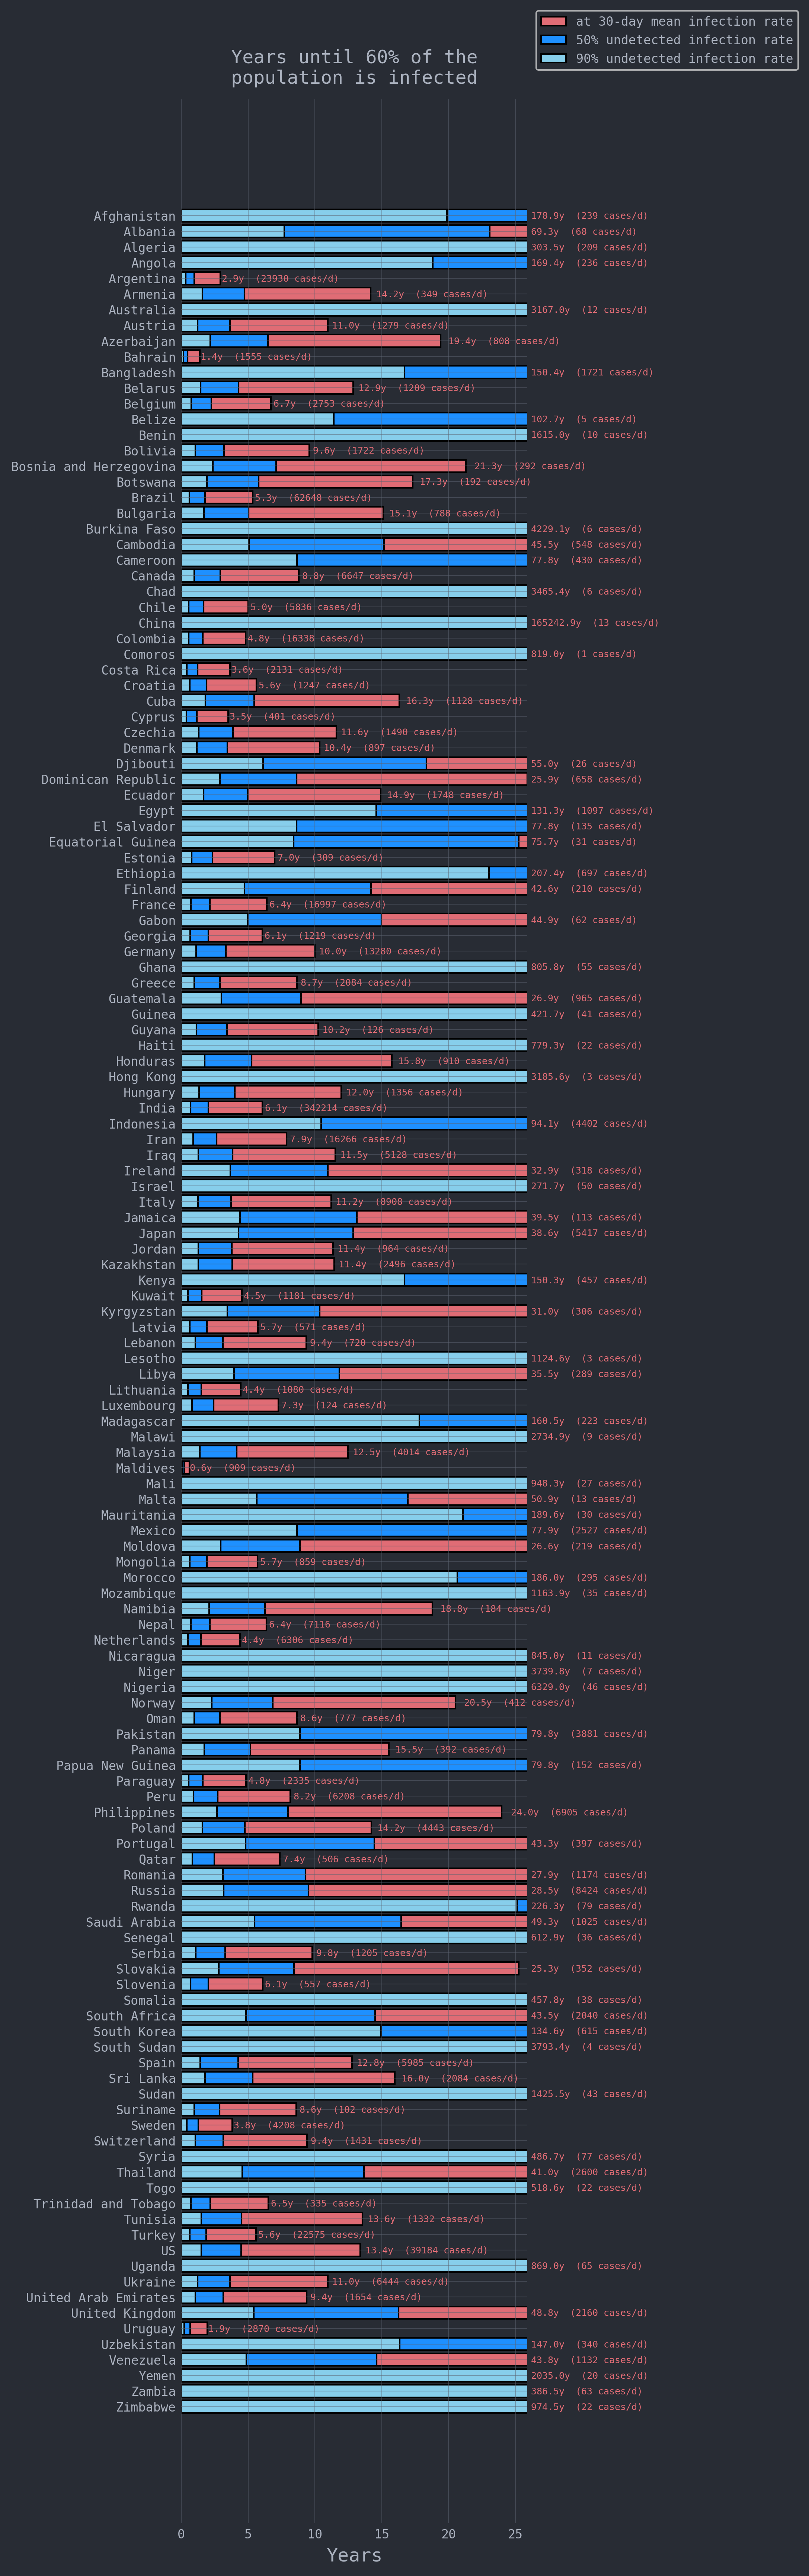 at 30-day mean infection rate
50% undetected infection rate
90% undetected infection rate
Years until 60% of the
population is infected
Afghanistan 178.9y (239 cases/d)
Albania 69.3y (68 cases/d)
Algeria 303.5y (209 cases/d)
Angola 169.4y (236 cases/d)
Argentina 2.9y (23930 cases/d)
Armenia 14.2y (349 cases/d)
Australia 3167.0y (12 cases/d)
Austria 11.0y (1279 cases/d)
Azerbaijan 19.4y (808 cases/d)
Bahrain 1.4y (1555 cases/d)
Bangladesh 150.4y (1721 cases/d)
Belarus 12.9y (1209 cases/d)
Belgium 6.7y (2753 cases/d)
Belize 102.7y (5 cases/d)
Benin 1615.0y (10 cases/d)
Bolivia 9.6y (1722 cases/d)
Bosnia and Herzegovina 21.3y (292 cases/d)
Botswana 17.3y (192 cases/d)
Brazil 5.3y (62648 cases/d)
Bulgaria 15.1y (788 cases/d)
Burkina Faso 4229.1y (6 cases/d)
Cambodia 45.5y (548 cases/d)
Cameroon 77.8y (430 cases/d)
Canada 8.8y (6647 cases/d)
Chad 3465.4y (6 cases/d)
Chile 5.0y (5836 cases/d)
China 165242.9y (13 cases/d)
Colombia 4.8y (16338 cases/d)
Comoros 819.0y (1 cases/d)
Costa Rica 3.6y (2131 cases/d)
Croatia 5.6y (1247 cases/d)
Cuba 16.3y (1128 cases/d)
Cyprus 3.5y (401 cases/d)
Czechia 11.6y (1490 cases/d)
Denmark 10.4y (897 cases/d)
Djibouti 55.0y (26 cases/d)
Dominican Republic 25.9y (658 cases/d)
Ecuador 14.9y (1748 cases/d)
Egypt 131.3y (1097 cases/d)
El Salvador 77.8y (135 cases/d)
Equatorial Guinea 75.7y (31 cases/d)
Estonia 7.0y (309 cases/d)
Ethiopia 207.4y (697 cases/d)
Finland 42.6y (210 cases/d)
France 6.4y (16997 cases/d)
Gabon 44.9y (62 cases/d)
Georgia 6.1y (1219 cases/d)
Germany 10.0y (13280 cases/d)
Ghana 805.8y (55 cases/d)
Greece 8.7y (2084 cases/d)
Guatemala 26.9y (965 cases/d)
Guinea 421.7y (41 cases/d)
Guyana 10.2y (126 cases/d)
Haiti 779.3y (22 cases/d)
Honduras 15.8y (910 cases/d)
Hong Kong 3185.6y (3 cases/d)
Hungary 12.0y (1356 cases/d)
India 6.1y (342214 cases/d)
Indonesia 94.1y (4402 cases/d)
Iran 7.9y (16266 cases/d)
Iraq 11.5y (5128 cases/d)
Ireland 32.9y (318 cases/d)
Israel 271.7y (50 cases/d)
Italy 11.2y (8908 cases/d)
Jamaica 39.5y (113 cases/d)
Japan 38.6y (5417 cases/d)
Jordan 11.4y (964 cases/d)
Kazakhstan 11.4y (2496 cases/d)
Kenya 150.3y (457 cases/d)
Kuwait 4.5y (1181 cases/d)
Kyrgyzstan 31.0y (306 cases/d)
Latvia 5.7y (571 cases/d)
Lebanon 9.4y (720 cases/d)
Lesotho 1124.6y (3 cases/d)
Libya 35.5y (289 cases/d)
Lithuania 4.4y (1080 cases/d)
Luxembourg 7.3y (124 cases/d)
Madagascar 160.5y (223 cases/d)
Malawi 2734.9y (9 cases/d)
Malaysia 12.5y (4014 cases/d)
Maldives 0.6y (909 cases/d)
Mali 948.3y (27 cases/d)
Malta 50.9y (13 cases/d)
Mauritania 189.6y (30 cases/d)
Mexico 77.9y (2527 cases/d)
Moldova 26.6y (219 cases/d)
Mongolia 5.7y (859 cases/d)
Morocco 186.0y (295 cases/d)
Mozambique 1163.9y (35 cases/d)
Namibia 18.8y (184 cases/d)
Nepal 6.4y (7116 cases/d)
Netherlands 4.4y (6306 cases/d)
Nicaragua 845.0y (11 cases/d)
Niger 3739.8y (7 cases/d)
Nigeria 6329.0y (46 cases/d)
Norway 20.5y (412 cases/d)
Oman 8.6y (777 cases/d)
Pakistan 79.8y (3881 cases/d)
Panama 15.5y (392 cases/d)
Papua New Guinea 79.8y (152 cases/d)
Paraguay 4.8y (2335 cases/d)
Peru 8.2y (6208 cases/d)
Philippines 24.0y (6905 cases/d)
Poland 14.2y (4443 cases/d)
Portugal 43.3y (397 cases/d)
Qatar 7.4y (506 cases/d)
Romania 27.9y (1174 cases/d)
Russia 28.5y (8424 cases/d)
Rwanda 226.3y (79 cases/d)
Saudi Arabia 49.3y (1025 cases/d)
Senegal 612.9y (36 cases/d)
Serbia 9.8y (1205 cases/d)
Slovakia 25.3y (352 cases/d)
Slovenia 6.1y (557 cases/d)
Somalia 457.8y (38 cases/d)
South Africa 43.5y (2040 cases/d)
South Korea 134.6y (615 cases/d)
South Sudan 3793.4y (4 cases/d)
Spain 12.8y (5985 cases/d)
Sri Lanka 16.0y (2084 cases/d)
Sudan 1425.5y (43 cases/d)
Suriname 8.6y (102 cases/d)
Sweden 3.8y (4208 cases/d)
Switzerland 9.4y (1431 cases/d)
Syria 486.7y (77 cases/d)
Thailand 41.0y (2600 cases/d)
Togo 518.6y (22 cases/d)
Trinidad and Tobago 6.5y (335 cases/d)
Tunisia 13.6y (1332 cases/d)
Turkey 5.6y (22575 cases/d)
US 13.4y (39184 cases/d)
Uganda 869.0y (65 cases/d)
Ukraine 11.0y (6444 cases/d)
United Arab Emirates 9.4y (1654 cases/d)
United Kingdom 48.8y (2160 cases/d)
Uruguay 1.9y (2870 cases/d)
Uzbekistan 147.0y (340 cases/d)
Venezuela 43.8y (1132 cases/d)
Yemen 2035.0y (20 cases/d)
Zambia 386.5y (63 cases/d)
Zimbabwe 974.5y (22 cases/d)
0 5 10 15 20 25
Years